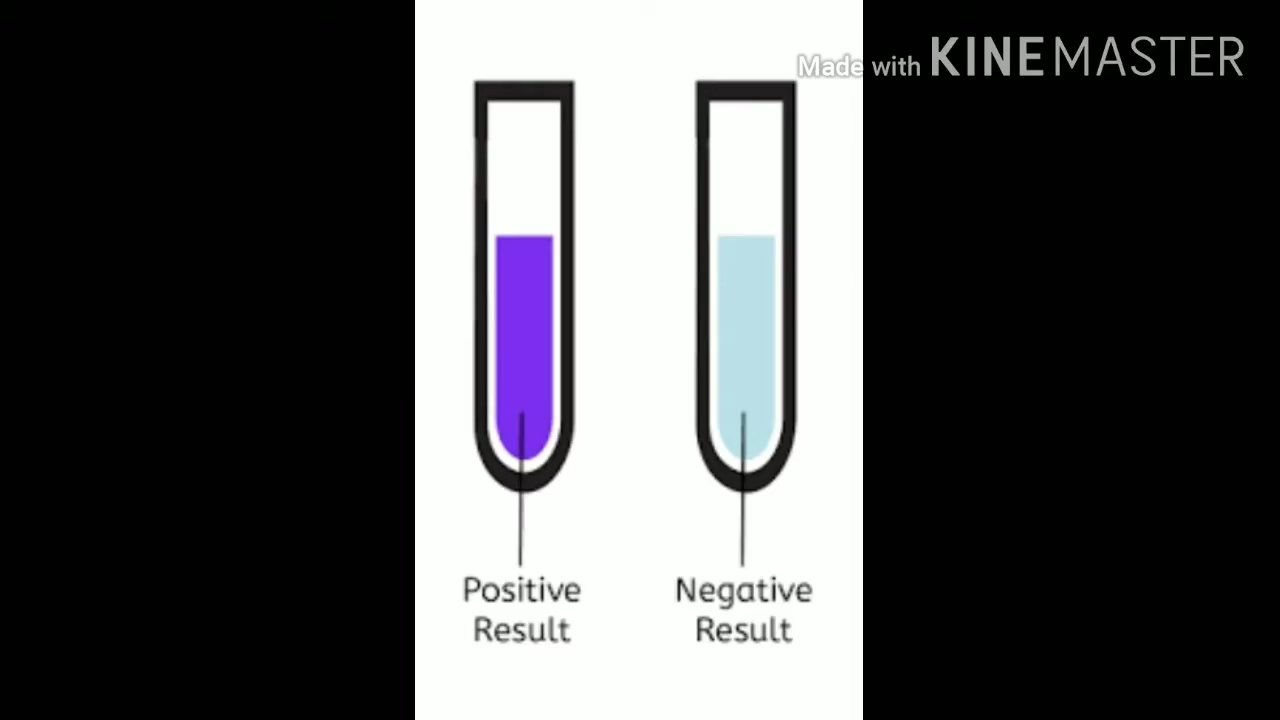 Made with KINEMASTER
Positive
Result
Negative
Result